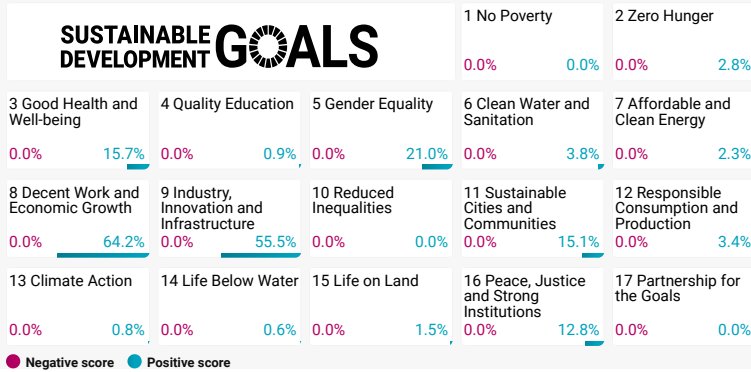 SUSTAINABLE
DEVELOPMENT
GOALS
1 No Poverty
0.0% 0.0%
2 Zero Hunger
0.0% 2.8%
3 Good Health and
Well-being
0.0% 15.7%
4 Quality Education
0.0% 0.9%
5 Gender Equality
0.0% 21.0%
6 Clean Water and
Sanitation
0.0% 3.8%
7 Affordable and
Clean Energy
0.0% 2.3%
8 Decent Work and
Economic Growth
0.0% 64.2%
9 Industry,
Innovation and
Infrastructure
0.0% 55.5%
10 Reduced
Inequalities
0.0% 0.0%
11 Sustainable
Cities and
Communities
0.0% 15.1%
12 Responsible
Consumption and
Production
0.0% 3.4%
13 Climate Action
0.0% 0.8%
14 Life Below Water
0.0% 0.6%
15 Life on Land
0.0% 1.5%
16 Peace, Justice
and Strong
Institutions
0.0% 12.8%
17 Partnership for
the Goals
0.0% 0.0%
Negative score Positive score